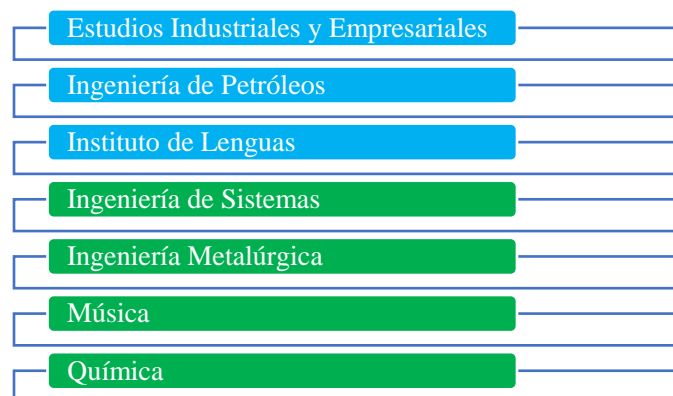 Estudios Industriales y Empresariales
Ingeniería de Petróleos
Instituto de Lenguas
Ingeniería de Sistemas
Ingeniería Metalúrgica
Música
Química